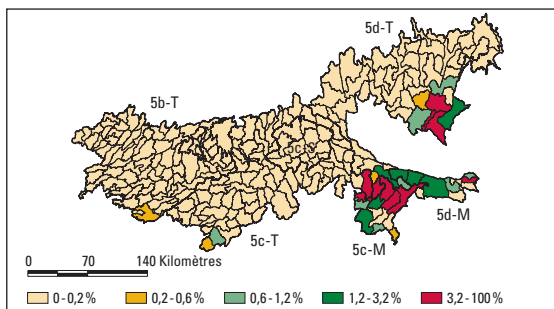 5d-T
5b-T
5c-S
5d-M
5c-M
5c-T
0 70 140 Kilomètres
0-0,2% 0,2-0,6% 0,6-1,2% 1,2-3,2% 3,2-100%